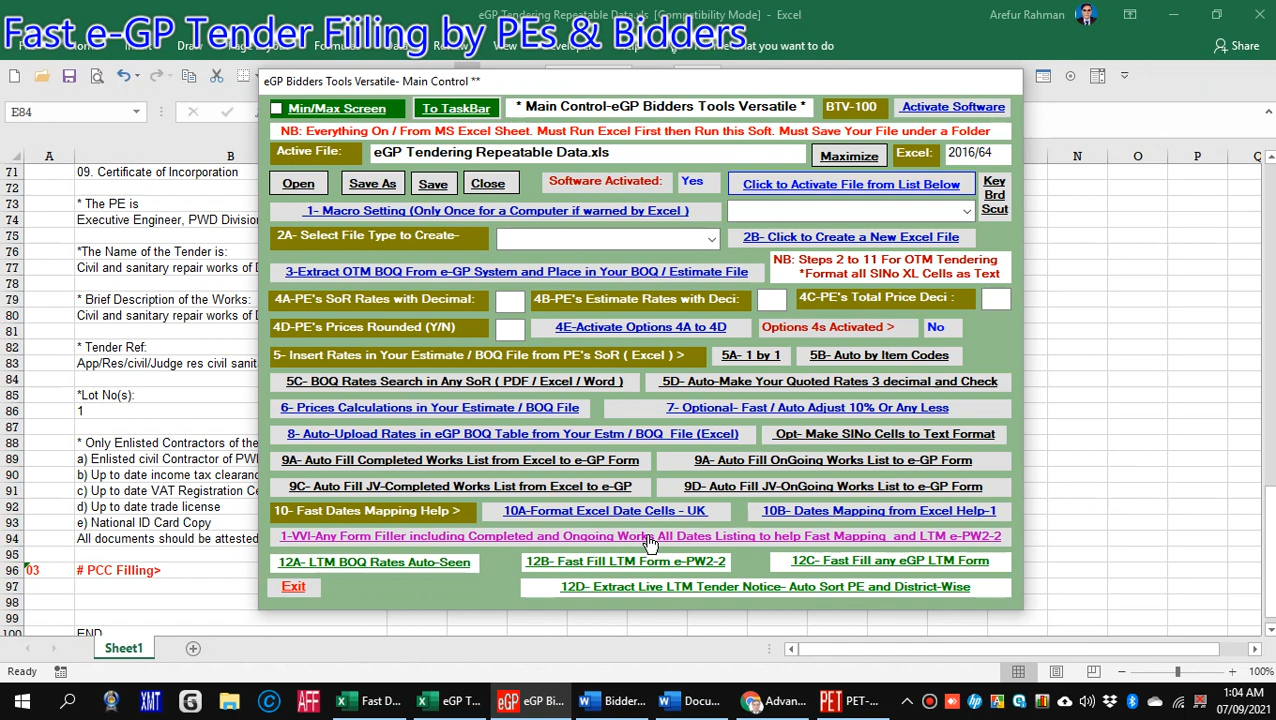 eGP Tendering Repeatable Data.xls [Compatibility Mode] - Excel
Arefur Rahman
Fast e-GP Tender Fiiling by PEs & Bidders
want to do
Share
E84
eGP Bidders Tools Versatile- Main Control **
Min/Max Screen
To TaskBar
* Main Control-eGP Bidders Tools Versatile *
BTV-100
Activate Software
NB: Everything On / From MS Excel Sheet. Must Run Excel First then Run this Soft. Must Save Your File under a Folder
Active File:
eGP Tendering Repeatable Data.xls
Maximize
Excel:
2016/64
Open
Save As
Save
Close
Software Activated:
Yes
Click to Activate File from List Below
Key
Brd
Scut
1- Macro Setting (Only Once for a Computer if warned by Excel )
2A- Select File Type to Create-
2B- Click to Create a New Excel File
3-Extract OTM BOQ From e-GP System and Place in Your BOQ / Estimate File
NB: Steps 2 to 11 For OTM Tendering
*Format all SlNo XL Cells as Text
4A-PE's SoR Rates with Decimal:
4B-PE's Estimate Rates with Deci:
4C-PE's Total Price Deci :
4D-PE's Prices Rounded (Y/N)
4E-Activate Options 4A to 4D
Options 4s Activated >
No
5- Insert Rates in Your Estimate / BOQ File from PE's SoR ( Excel ) >
5A- 1 by 1
5B- Auto by Item Codes
5C- BOQ Rates Search in Any SoR ( PDF / Excel / Word )
5D- Auto-Make Your Quoted Rates 3 decimal and Check
6- Prices Calculations in Your Estimate / BOQ File
7- Optional- Fast / Auto Adjust 10% Or Any Less
8- Auto-Upload Rates in eGP BOQ Table from Your Estm / BOQ File (Excel)
Opt- Make SlNo Cells to Text Format
9A- Auto Fill Completed Works List from Excel to e-GP Form
9A- Auto Fill OnGoing Works List to e-GP Form
9C- Auto Fill JV-Completed Works List from Excel to e-GP
9D- Auto Fill JV-OnGoing Works List to e-GP Form
10- Fast Dates Mapping Help >
10A-Format Excel Date Cells - UK
10B- Dates Mapping from Excel Help-1
1-VVI-Any Form Filler including Completed and Ongoing Works All Dates Listing to help Fast Mapping and LTM e-PW2-2
12A- LTM BOQ Rates Auto-Seen
12B- Fast Fill LTM Form e-PW2-2
12C- Fast Fill any eGP LTM Form
Exit
12D- Extract Live LTM Tender Notice- Auto Sort PE and District-Wise
A B N O P Q
71 09. Certificate of Incorporation
72
73 * The PE is
74 Executive Engineer, PWD Division
75
76 *The Name of the Tender is:
77 Civil and sanitary repair works of D
78
79 * Brief Description of the Works:
80 Civil and sanitary repair works of D
81
82 * Tender Ref:
83 App/Res/civil/Judge res civil sanit
84
85 *Lot No(s):
86 1
87
88 * Only Enlisted Contractors of the
89 a) Enlisted civil Contractor of PW
90 b) Up to date income tax clearanc
91 c) Up to date VAT Registration Ce
92 d) Up to date trade license
93 e) National ID Card Copy
94 All documents should be attested
95
96 03 # PCC Filling>
97
98
99
100 END
Sheet1
Ready
100%
XMT
AFF
Fast D...
eGP T...
eGP
eGP Bi...
Bidder...
Docu...
Advan...
PET
PET-...
1:04 AM
07/09/2021